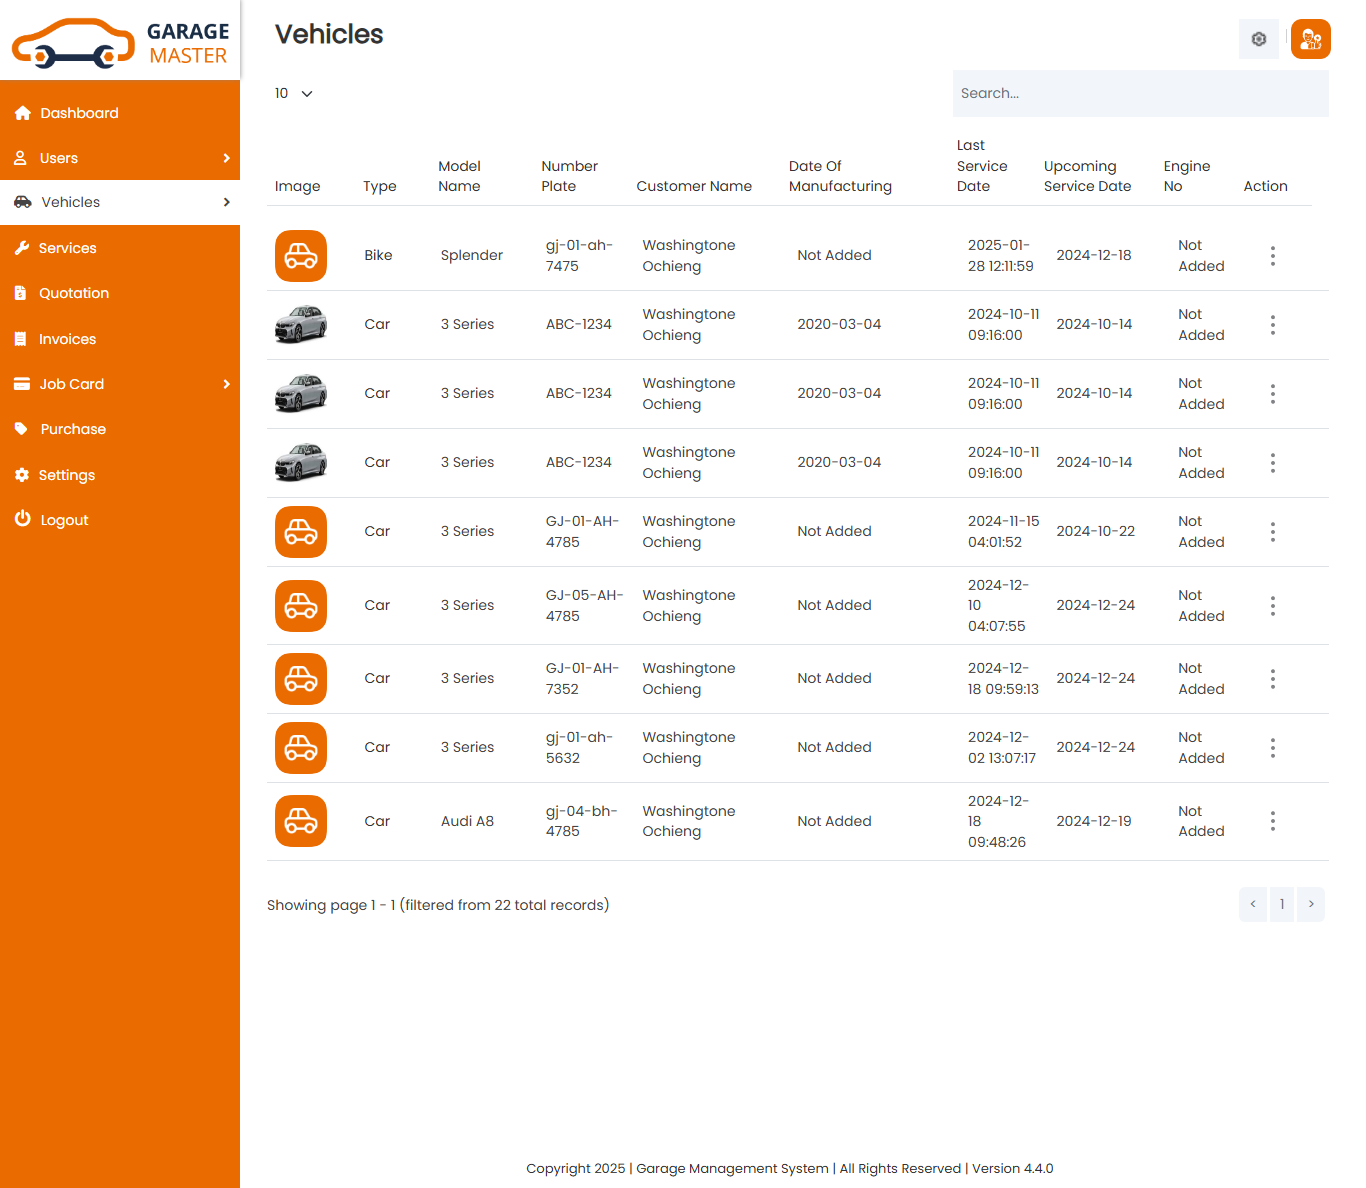 GARAGE
MASTER
Dashboard
Users
Vehicles
Services
Quotation
Invoices
Job Card
Purchase
Settings
Logout
Vehicles
10
Search...
Image Type Model Name Number Plate Customer Name Date Of Manufacturing Last Service Date Upcoming Service Date Engine No Action
Bike Splender gj-01-ah-7475 Washingtone Ochieng Not Added 2025-01-28 12:11:59 2024-12-18 Not Added
Car 3 Series ABC-1234 Washingtone Ochieng 2020-03-04 2024-10-11 09:16:00 2024-10-14 Not Added
Car 3 Series ABC-1234 Washingtone Ochieng 2020-03-04 2024-10-11 09:16:00 2024-10-14 Not Added
Car 3 Series ABC-1234 Washingtone Ochieng 2020-03-04 2024-10-11 09:16:00 2024-10-14 Not Added
Car 3 Series GJ-01-AH-4785 Washingtone Ochieng Not Added 2024-11-15 04:01:52 2024-10-22 Not Added
Car 3 Series GJ-05-AH-4785 Washingtone Ochieng Not Added 2024-12-10 04:07:55 2024-12-24 Not Added
Car 3 Series GJ-01-AH-7352 Washingtone Ochieng Not Added 2024-12-18 09:59:13 2024-12-24 Not Added
Car 3 Series gj-01-ah-5632 Washingtone Ochieng Not Added 2024-12-02 13:07:17 2024-12-24 Not Added
Car Audi A8 gj-04-bh-4785 Washingtone Ochieng Not Added 2024-12-18 09:48:26 2024-12-19 Not Added
Showing page 1 - 1 (filtered from 22 total records)
< 1 >
Copyright 2025 | Garage Management System | All Rights Reserved | Version 4.4.0